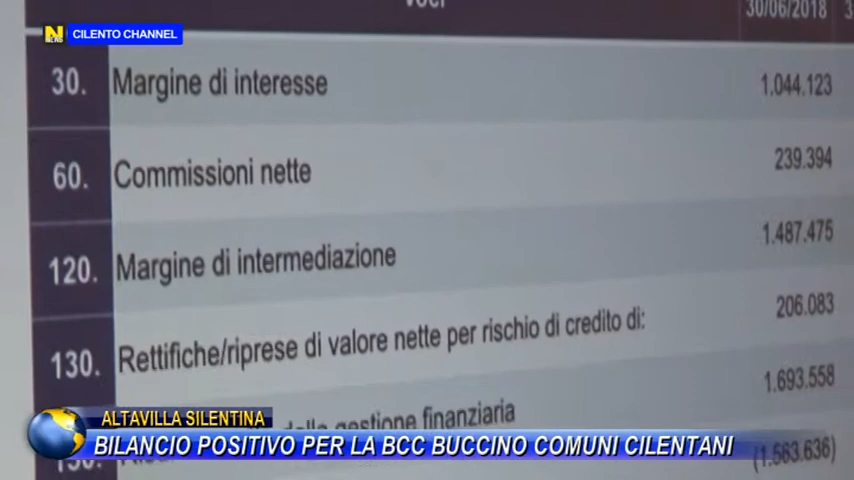 N
NEWS
CILENTO CHANNEL
30/06/2018
30. Margine di interesse 1.044.123
60. Commissioni nette 239.394
120. Margine di intermediazione 1.487.475
130. Rettifiche/riprese di valore nette per rischio di credito di: 206.083
gestione finanziaria 1.693.558
(1.563.636)
ALTAVILLA SILENTINA
BILANCIO POSITIVO PER LA BCC BUCCINO COMUNI CILENTANI